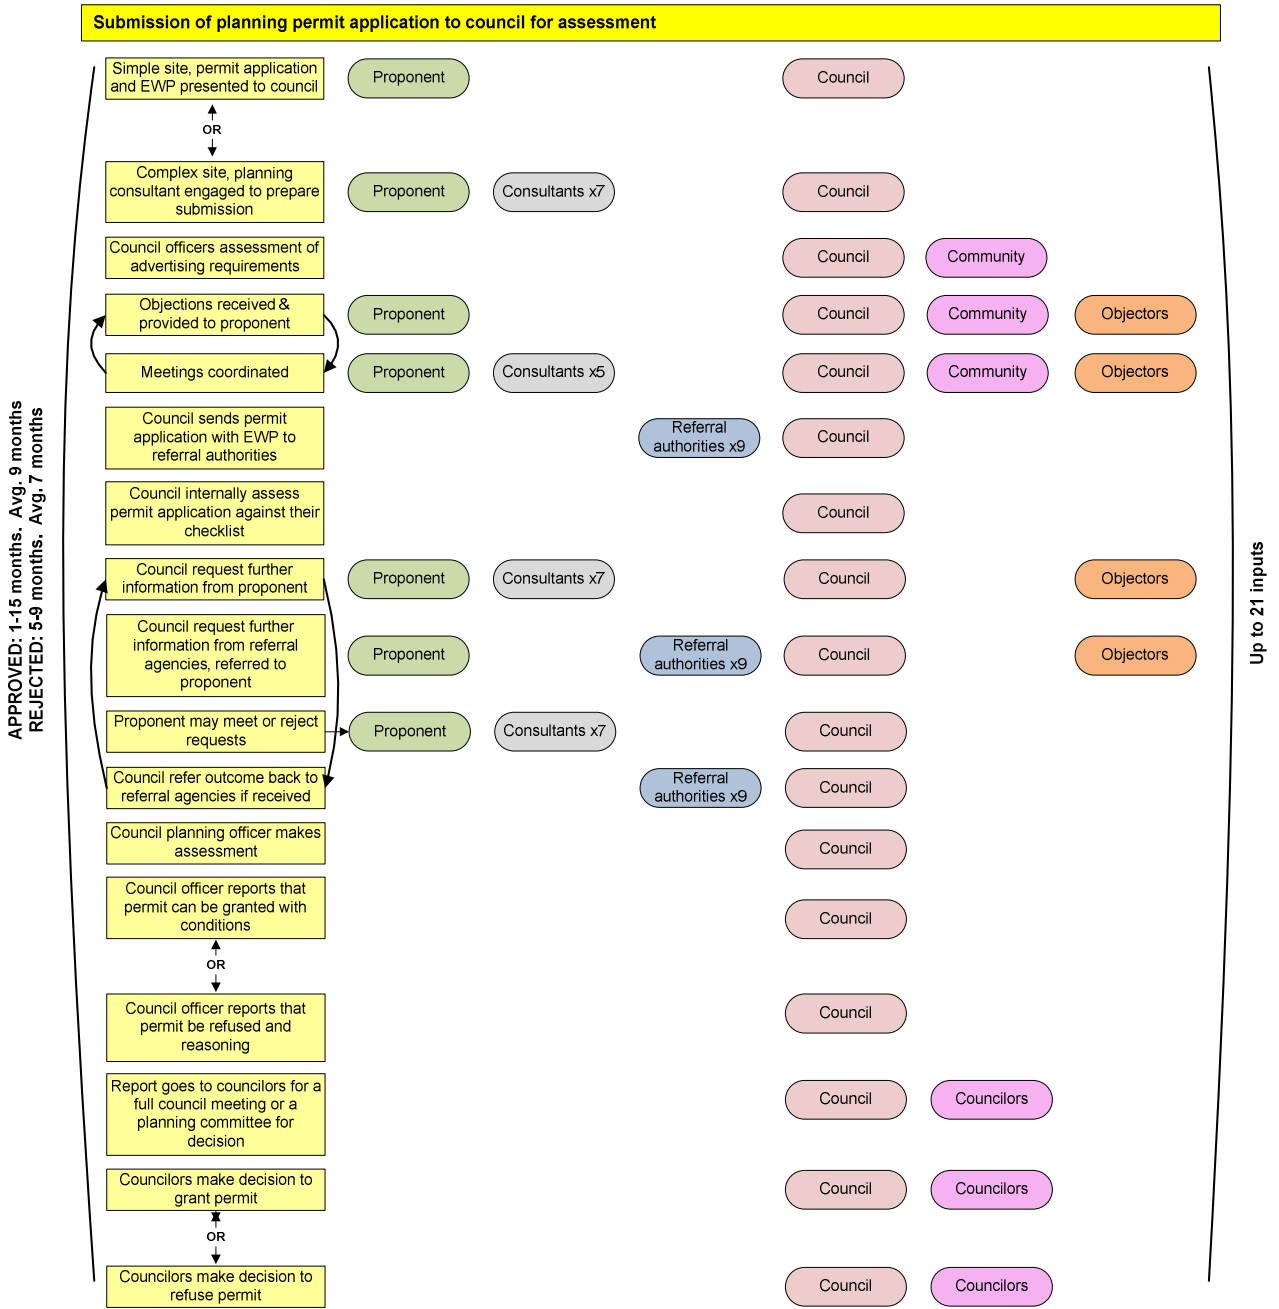 Submission of planning permit application to council for assessment
Simple site, permit application
and EWP presented to council
Proponent
Council
OR
Complex site, planning
consultant engaged to prepare
submission
Proponent
Consultants x7
Council
Council officers assessment of
advertising requirements
Council
Community
Objections received &
provided to proponent
Proponent
Council
Community
Objectors
Meetings coordinated
Proponent
Consultants x5
Council
Community
Objectors
Council sends permit
application with EWP to
referral authorities
Referral
authorities x9
Council
Council internally assess
permit application against their
checklist
Council
Council request further
information from proponent
Proponent
Consultants x7
Council
Objectors
Council request further
information from referral
agencies, referred to
proponent
Proponent
Referral
authorities x9
Council
Objectors
Proponent may meet or reject
requests
Proponent
Consultants x7
Council
Council refer outcome back to
referral agencies if received
Referral
authorities x9
Council
Council planning officer makes
assessment
Council
Council officer reports that
permit can be granted with
conditions
Council
OR
Council officer reports that
permit be refused and
reasoning
Council
Report goes to councilors for a
full council meeting or a
planning committee for
decision
Council
Councilors
Councilors make decision to
grant permit
Council
Councilors
OR
Councilors make decision to
refuse permit
Council
Councilors
APPROVED: 1-15 months. Avg. 9 months
REJECTED: 5-9 months. Avg. 7 months
Up to 21 inputs